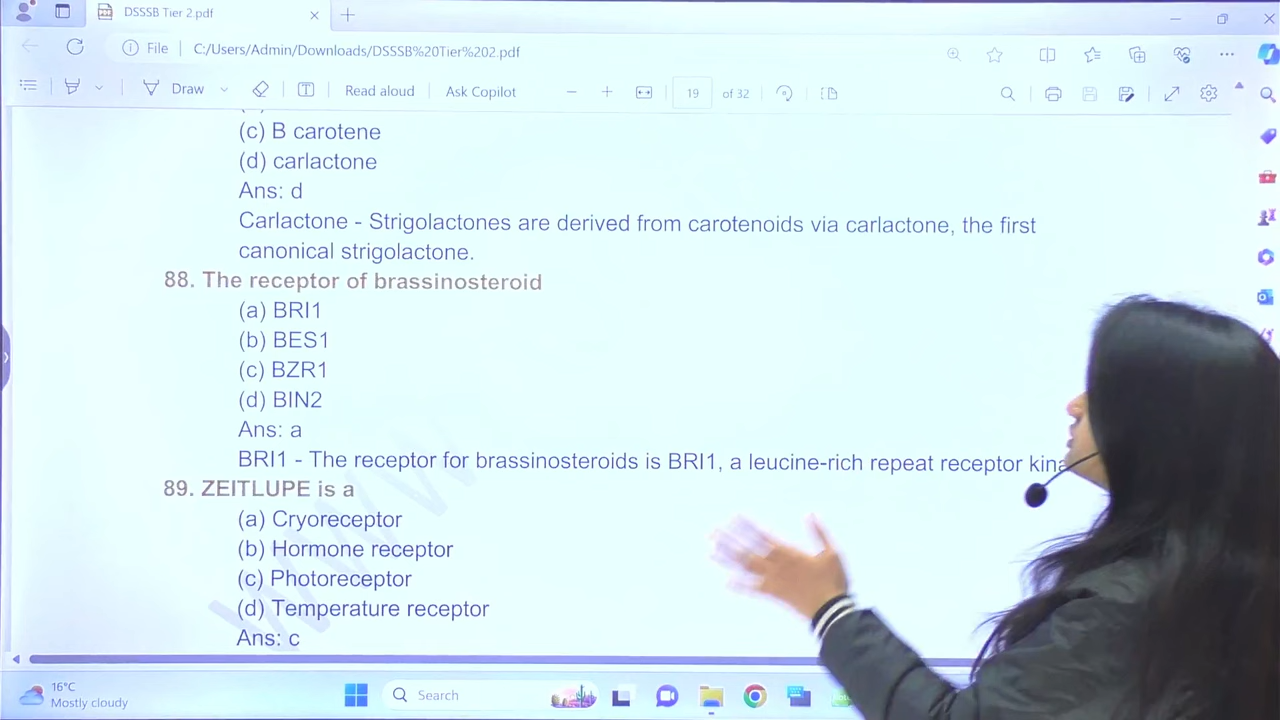 DSSSB Tier 2.pdf
File
C:/Users/Admin/Downloads/DSSSB%20Tier%202.pdf
Draw
Read aloud
Ask Copilot
19
of 32
(c) B carotene
(d) carlactone
Ans: d
Carlactone - Strigolactones are derived from carotenoids via carlactone, the first
canonical strigolactone.
88. The receptor of brassinosteroid
(a) BRI1
(b) BES1
(c) BZR1
(d) BIN2
Ans: a
BRI1 - The receptor for brassinosteroids is BRI1, a leucine-rich repeat receptor kina
89. ZEITLUPE is a
(a) Cryoreceptor
(b) Hormone receptor
(c) Photoreceptor
(d) Temperature receptor
Ans: c
www
16°C
Mostly cloudy
Search